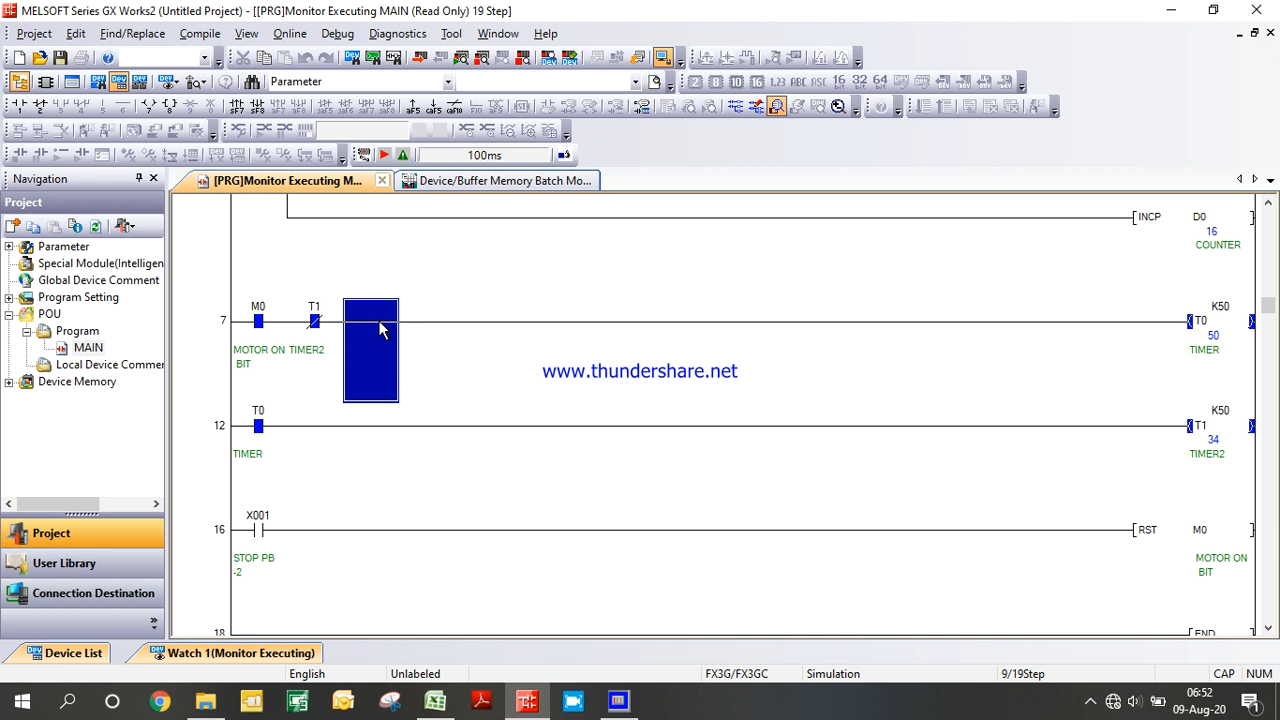 MELSOFT Series GX Works2 (Untitled Project) - [[PRG]Monitor Executing MAIN (Read Only) 19 Step]
Project Edit Find/Replace Compile View Online Debug Diagnostics Tool Window Help
Parameter
100ms
Navigation
[PRG]Monitor Executing M...
Device/Buffer Memory Batch Mo...
Project
Parameter
Special Module(Intelligen
Global Device Comment
Program Setting
POU
Program
MAIN
Local Device Commer
Device Memory
Project
User Library
Connection Destination
INCP D0
16
COUNTER
M0 T1 K50
7 T0
50
MOTOR ON TIMER2 TIMER
BIT
www.thundershare.net
T0 K50
12 T1
34
TIMER TIMER2
X001
16 RST M0
STOP PB MOTOR ON
-2 BIT
18 END
Device List
Watch 1(Monitor Executing)
English Unlabeled FX3G/FX3GC Simulation 9/19Step CAP NUM
06:52
09-Aug-20